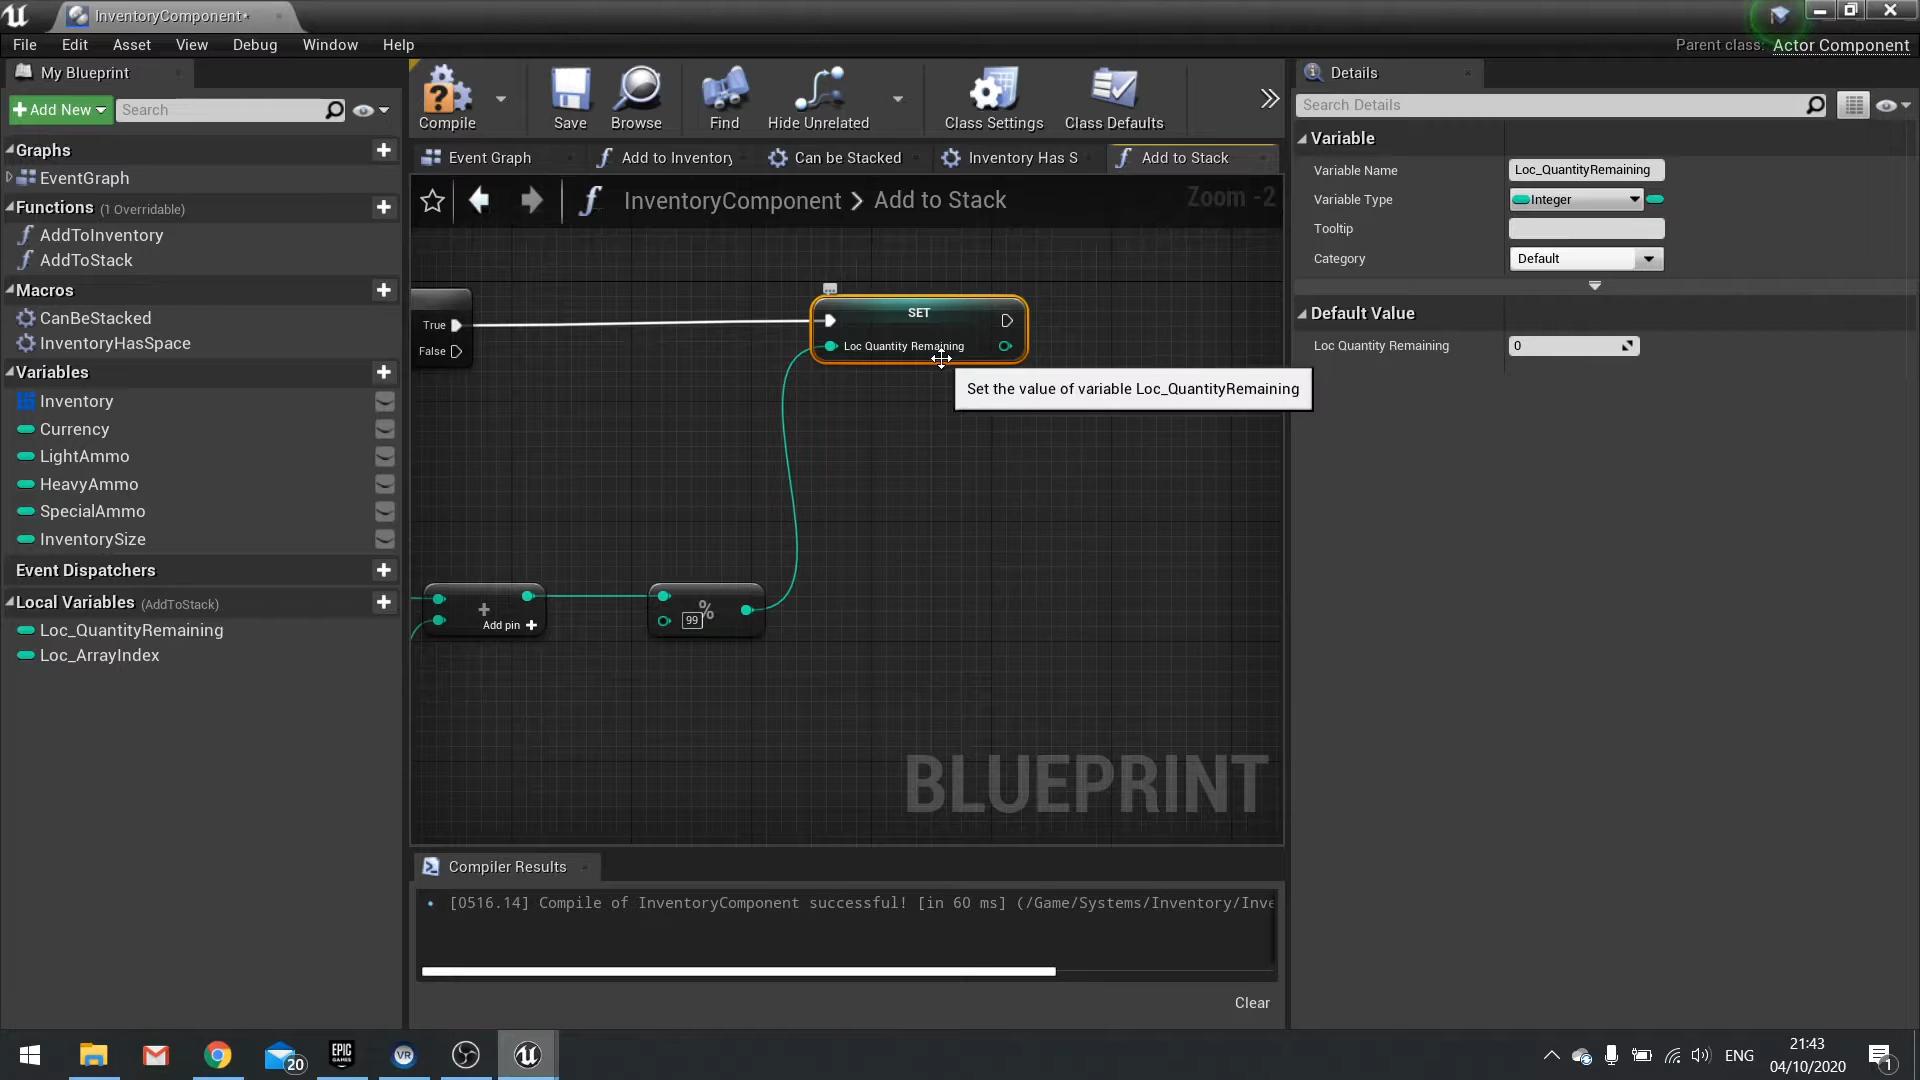 InventoryComponent*
File Edit Asset View Debug Window Help
Parent class: Actor Component
My Blueprint
Add New
Search
Graphs
EventGraph
Functions (1 Overridable)
AddToInventory
AddToStack
Macros
CanBeStacked
InventoryHasSpace
Variables
Inventory
Currency
LightAmmo
HeavyAmmo
SpecialAmmo
InventorySize
Event Dispatchers
Local Variables (AddToStack)
Loc_QuantityRemaining
Loc_ArrayIndex
Compile Save Browse Find Hide Unrelated Class Settings Class Defaults
Event Graph Add to Inventory Can be Stacked Inventory Has S Add to Stack
InventoryComponent > Add to Stack
Zoom -2
True
False
SET
Loc Quantity Remaining
Set the value of variable Loc_QuantityRemaining
+
Add pin +
%
99
BLUEPRINT
Compiler Results
[0516.14] Compile of InventoryComponent successful! [in 60 ms] (/Game/Systems/Inventory/Inve
Clear
Details
Search Details
Variable
Variable Name Loc_QuantityRemaining
Variable Type Integer
Tooltip
Category Default
Default Value
Loc Quantity Remaining 0
20
EPIC
GAMES
VR
ENG
21:43
04/10/2020
1